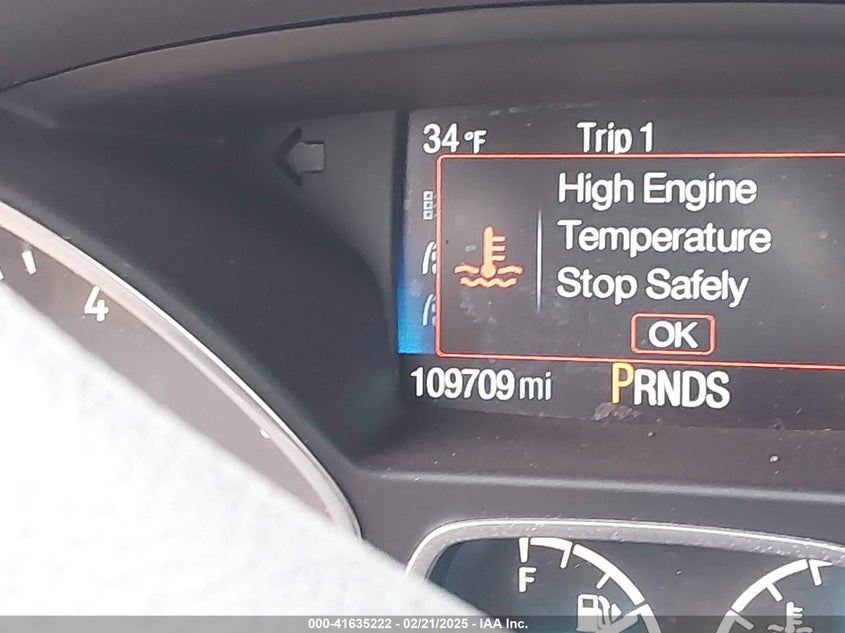 34°F Trip 1
High Engine
Temperature
Stop Safely
OK
109709 mi PRNDS
4
F
000-41635222 - 02/21/2025 - IAA Inc.